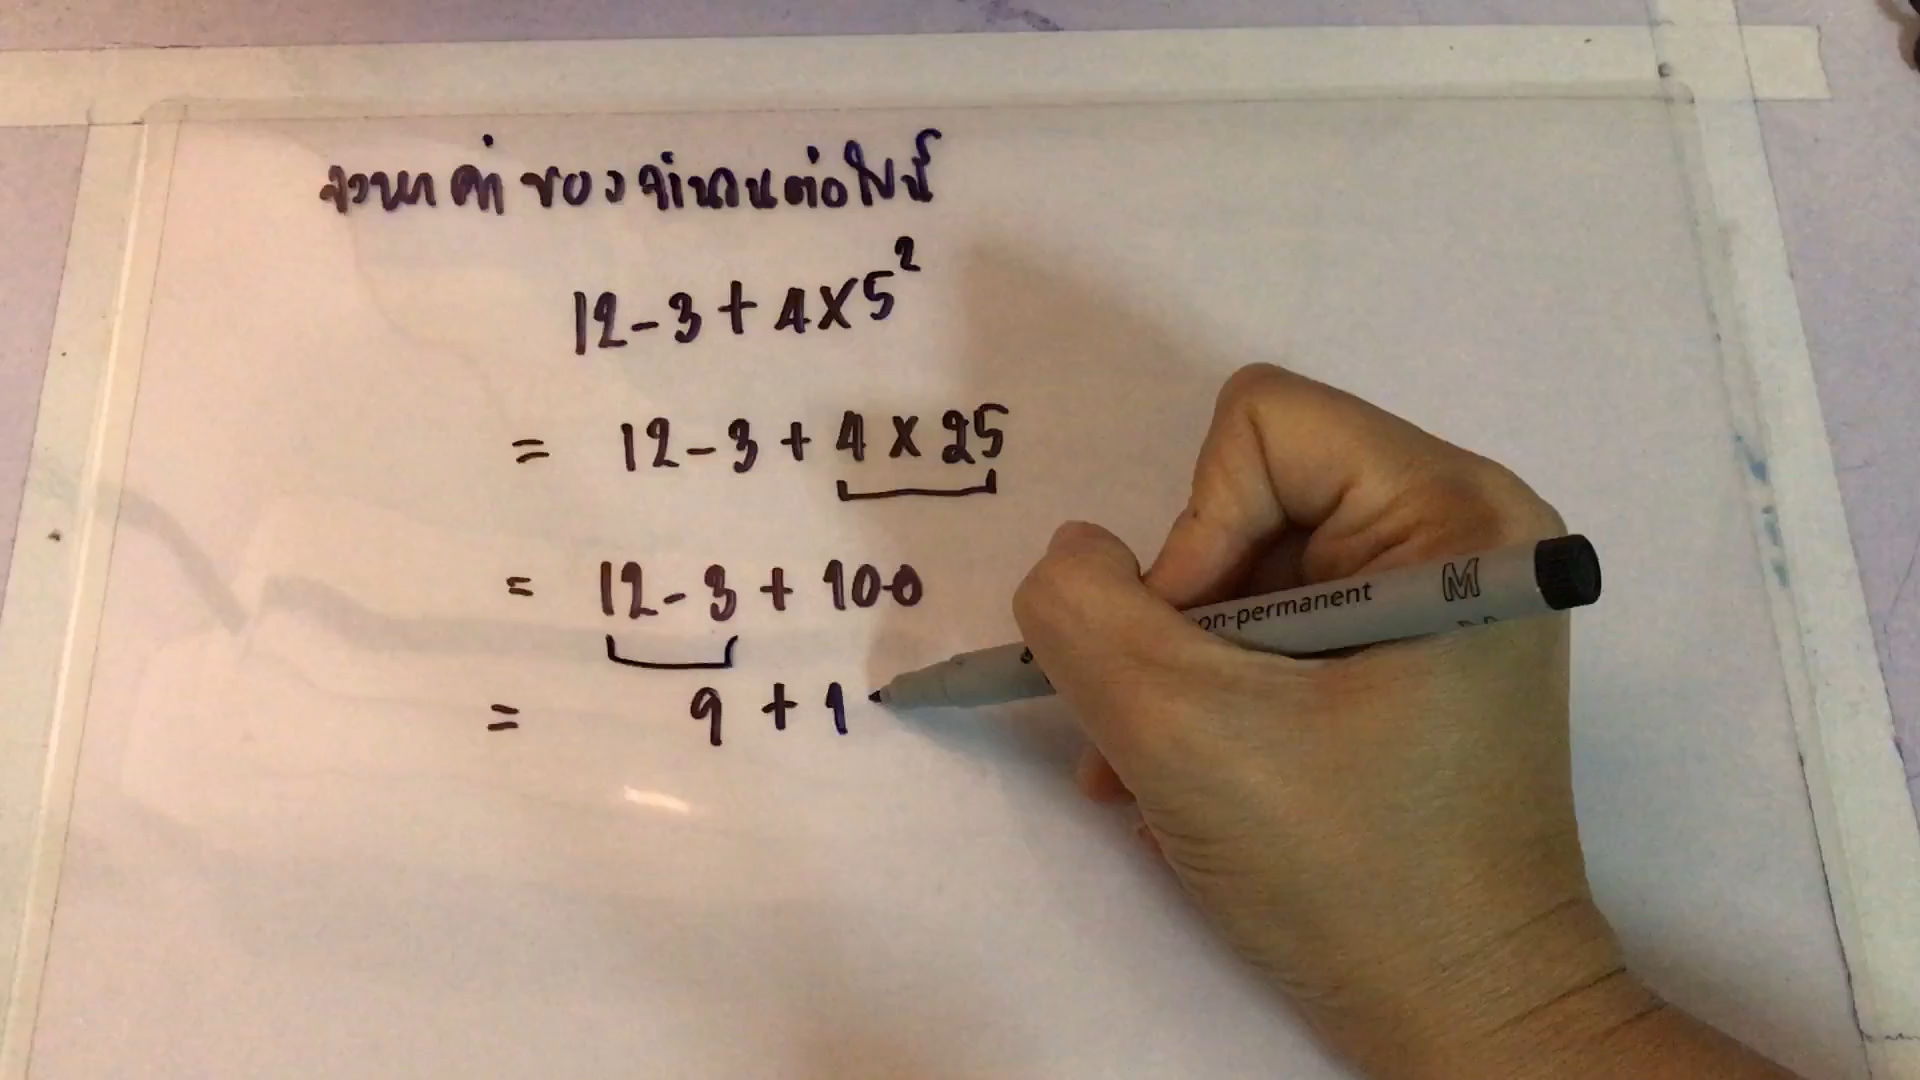 จงหาค่าของจำนวนต่อไปนี้
12-3+4×5²
= 12-3+4×25
= 12-3+100
= 9+1
on-permanent M